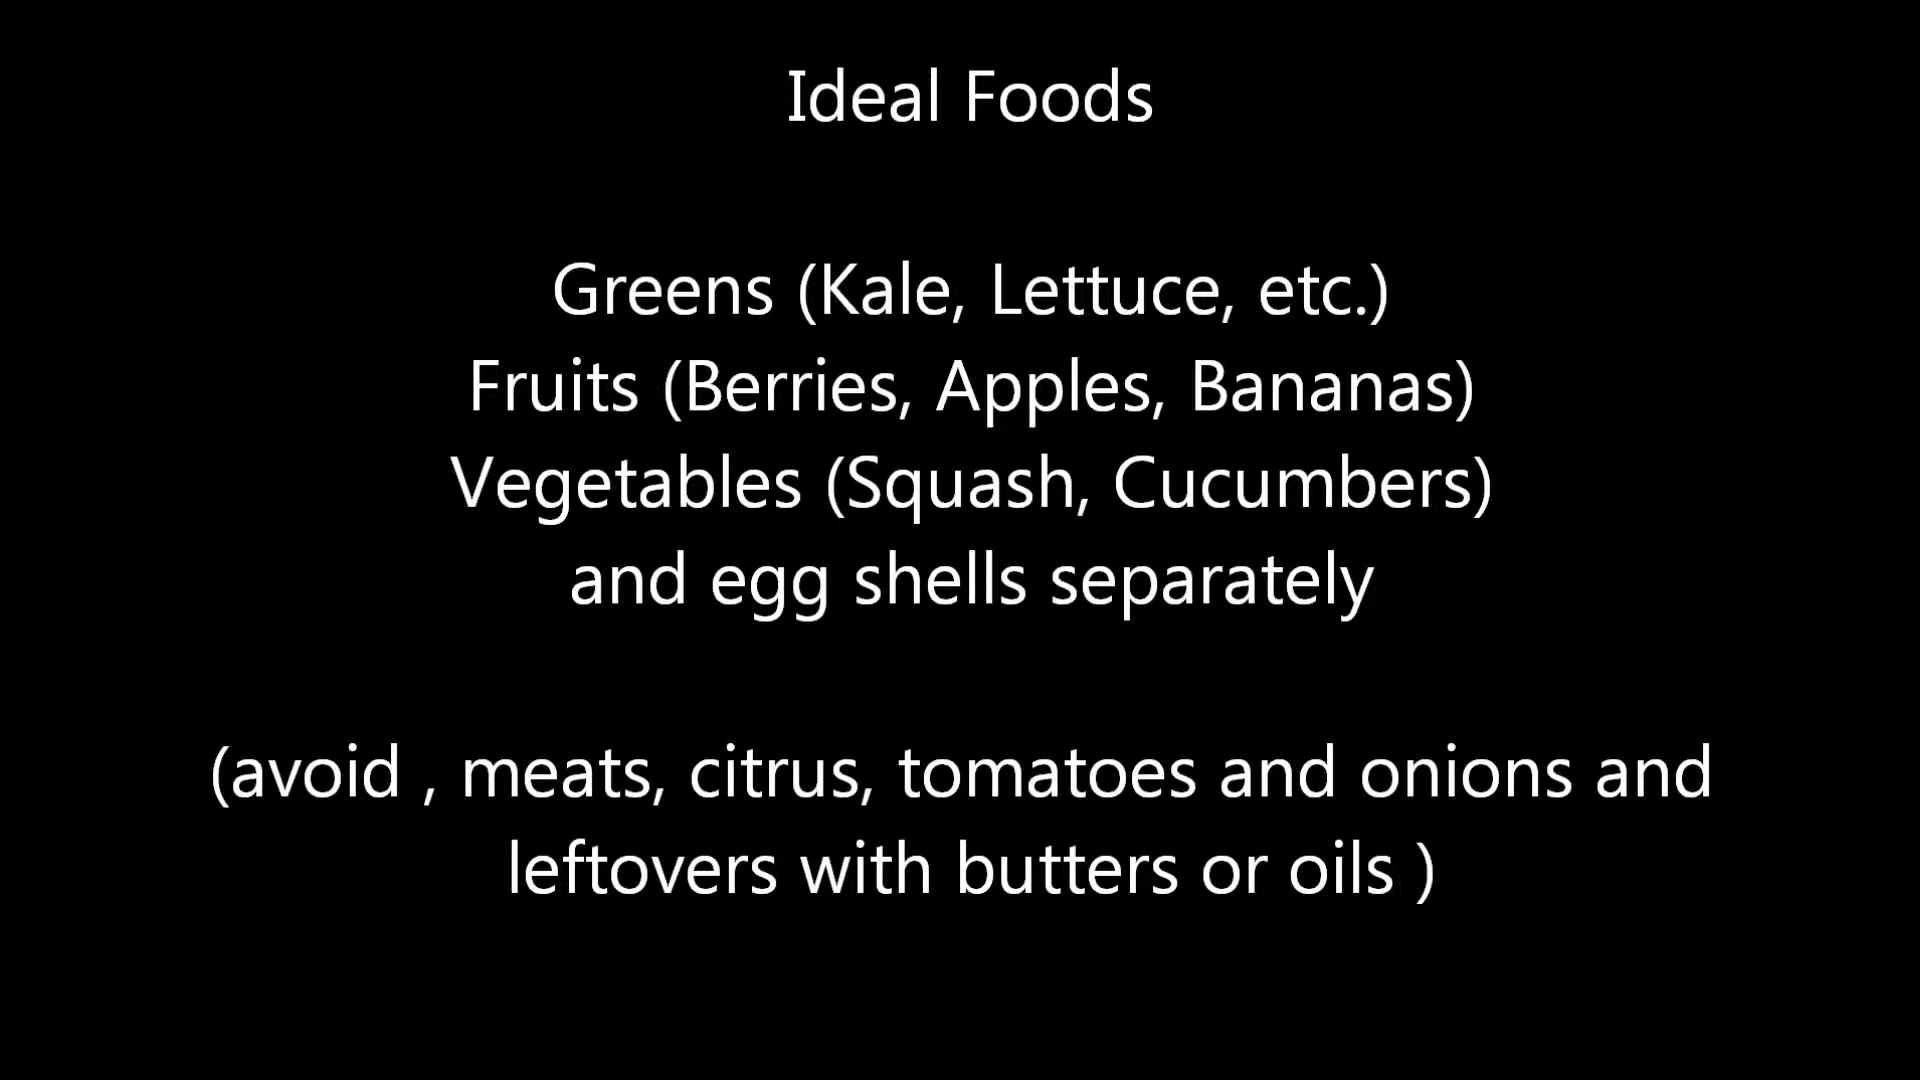 Ideal Foods
Greens (Kale, Lettuce, etc.)
Fruits (Berries, Apples, Bananas)
Vegetables (Squash, Cucumbers)
and egg shells separately
(avoid , meats, citrus, tomatoes and onions and
leftovers with butters or oils )